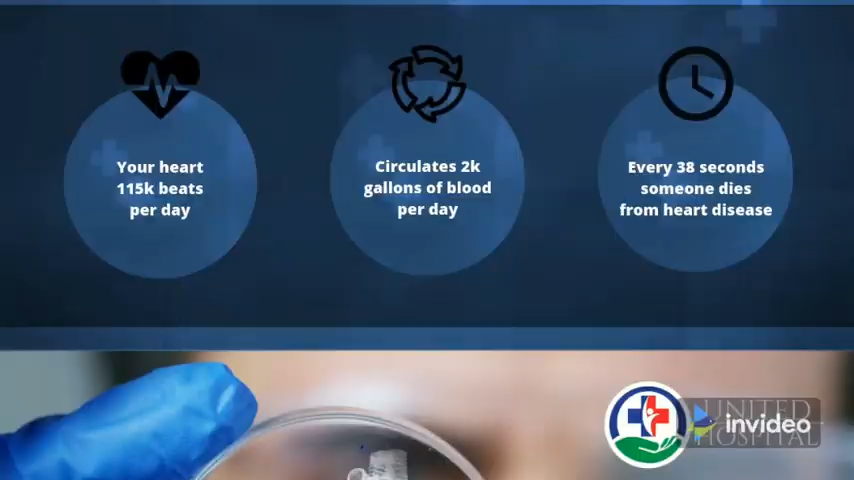 Your heart
115k beats
per day
Circulates 2k
gallons of blood
per day
Every 38 seconds
someone dies
from heart disease
UNITED
HOSPITAL
invideo